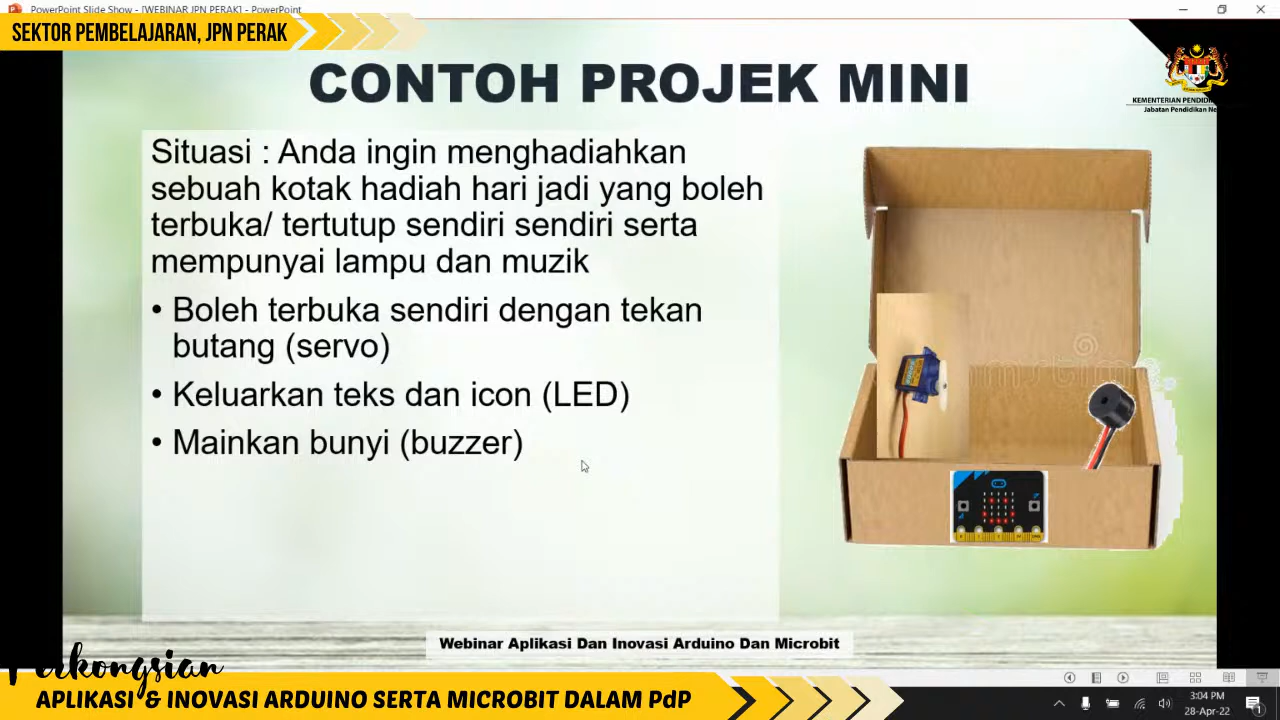 PowerPoint Slide Show - [WEBINAR JPN PERAK] - PowerPoint
SEKTOR PEMBELAJARAN, JPN PERAK
CONTOH PROJEK MINI
KEMENTERIAN PENDIDI
Jabatan Pendidikan Ne
Situasi : Anda ingin menghadiahkan
sebuah kotak hadiah hari jadi yang boleh
terbuka/ tertutup sendiri sendiri serta
mempunyai lampu dan muzik
• Boleh terbuka sendiri dengan tekan
butang (servo)
• Keluarkan teks dan icon (LED)
• Mainkan bunyi (buzzer)
Webinar Aplikasi Dan Inovasi Arduino Dan Microbit
Perkongsian
APLIKASI & INOVASI ARDUINO SERTA MICROBIT DALAM PdP
3:04 PM
28-Apr-22